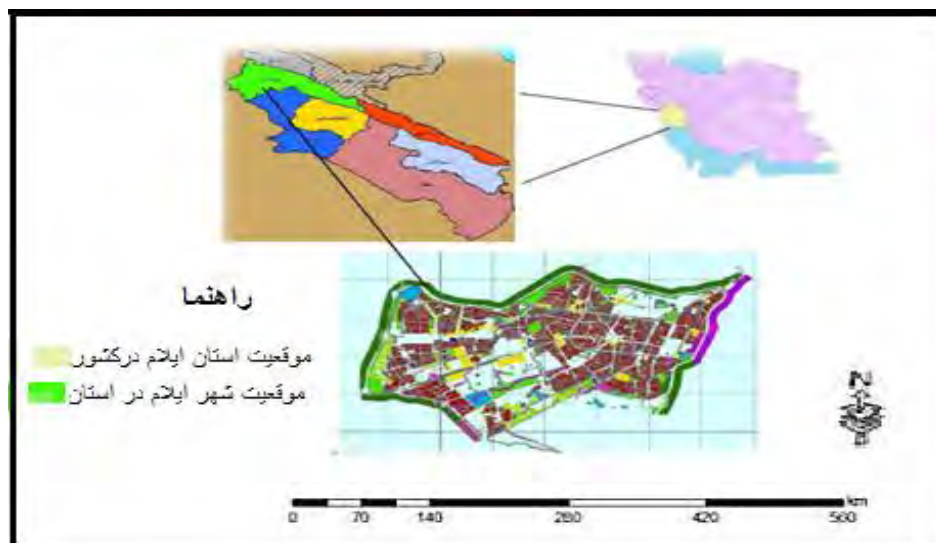 راهنما
موقعیت استان ایلام درکشور
موقعیت شهر ایلام در استان
N
km
0 70 140 280 420 560